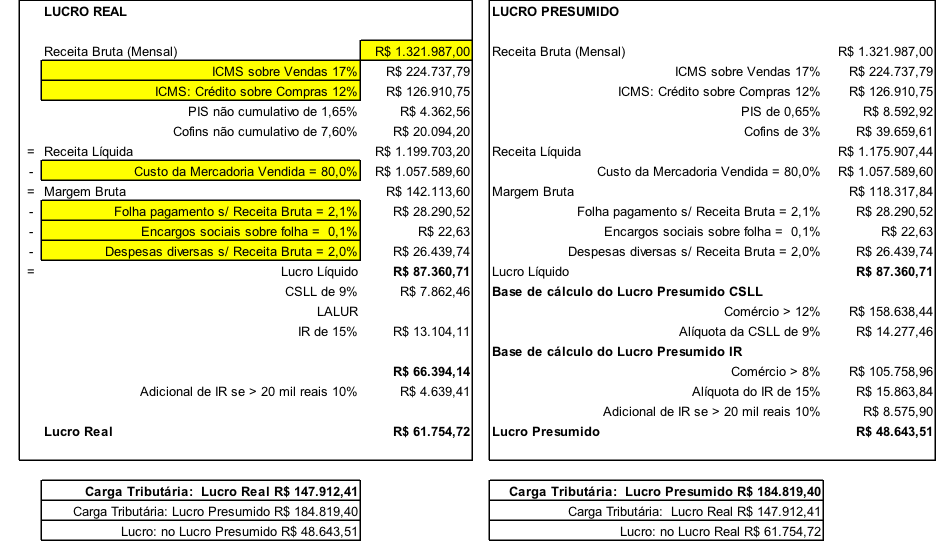 LUCRO REAL
Receita Bruta (Mensal) R$ 1.321.987,00
ICMS sobre Vendas 17% R$ 224.737,79
ICMS: Crédito sobre Compras 12% R$ 126.910,75
PIS não cumulativo de 1,65% R$ 4.362,56
Cofins não cumulativo de 7,60% R$ 20.094,20
= Receita Líquida R$ 1.199.703,20
- Custo da Mercadoria Vendida = 80,0% R$ 1.057.589,60
= Margem Bruta R$ 142.113,60
- Folha pagamento s/ Receita Bruta = 2,1% R$ 28.290,52
- Encargos sociais sobre folha = 0,1% R$ 22,63
- Despesas diversas s/ Receita Bruta = 2,0% R$ 26.439,74
= Lucro Líquido R$ 87.360,71
CSLL de 9% R$ 7.862,46
LALUR
IR de 15% R$ 13.104,11
R$ 66.394,14
Adicional de IR se > 20 mil reais 10% R$ 4.639,41
Lucro Real R$ 61.754,72
Carga Tributária: Lucro Real R$ 147.912,41
Carga Tributária: Lucro Presumido R$ 184.819,40
Lucro: no Lucro Presumido R$ 48.643,51
LUCRO PRESUMIDO
Receita Bruta (Mensal) R$ 1.321.987,00
ICMS sobre Vendas 17% R$ 224.737,79
ICMS: Crédito sobre Compras 12% R$ 126.910,75
PIS de 0,65% R$ 8.592,92
Cofins de 3% R$ 39.659,61
Receita Líquida R$ 1.175.907,44
Custo da Mercadoria Vendida = 80,0% R$ 1.057.589,60
Margem Bruta R$ 118.317,84
Folha pagamento s/ Receita Bruta = 2,1% R$ 28.290,52
Encargos sociais sobre folha = 0,1% R$ 22,63
Despesas diversas s/ Receita Bruta = 2,0% R$ 26.439,74
Lucro Líquido R$ 87.360,71
Base de cálculo do Lucro Presumido CSLL
Comércio > 12% R$ 158.638,44
Alíquota da CSLL de 9% R$ 14.277,46
Base de cálculo do Lucro Presumido IR
Comércio > 8% R$ 105.758,96
Alíquota do IR de 15% R$ 15.863,84
Adicional de IR se > 20 mil reais 10% R$ 8.575,90
Lucro Presumido R$ 48.643,51
Carga Tributária: Lucro Presumido R$ 184.819,40
Carga Tributária: Lucro Real R$ 147.912,41
Lucro: no Lucro Real R$ 61.754,72